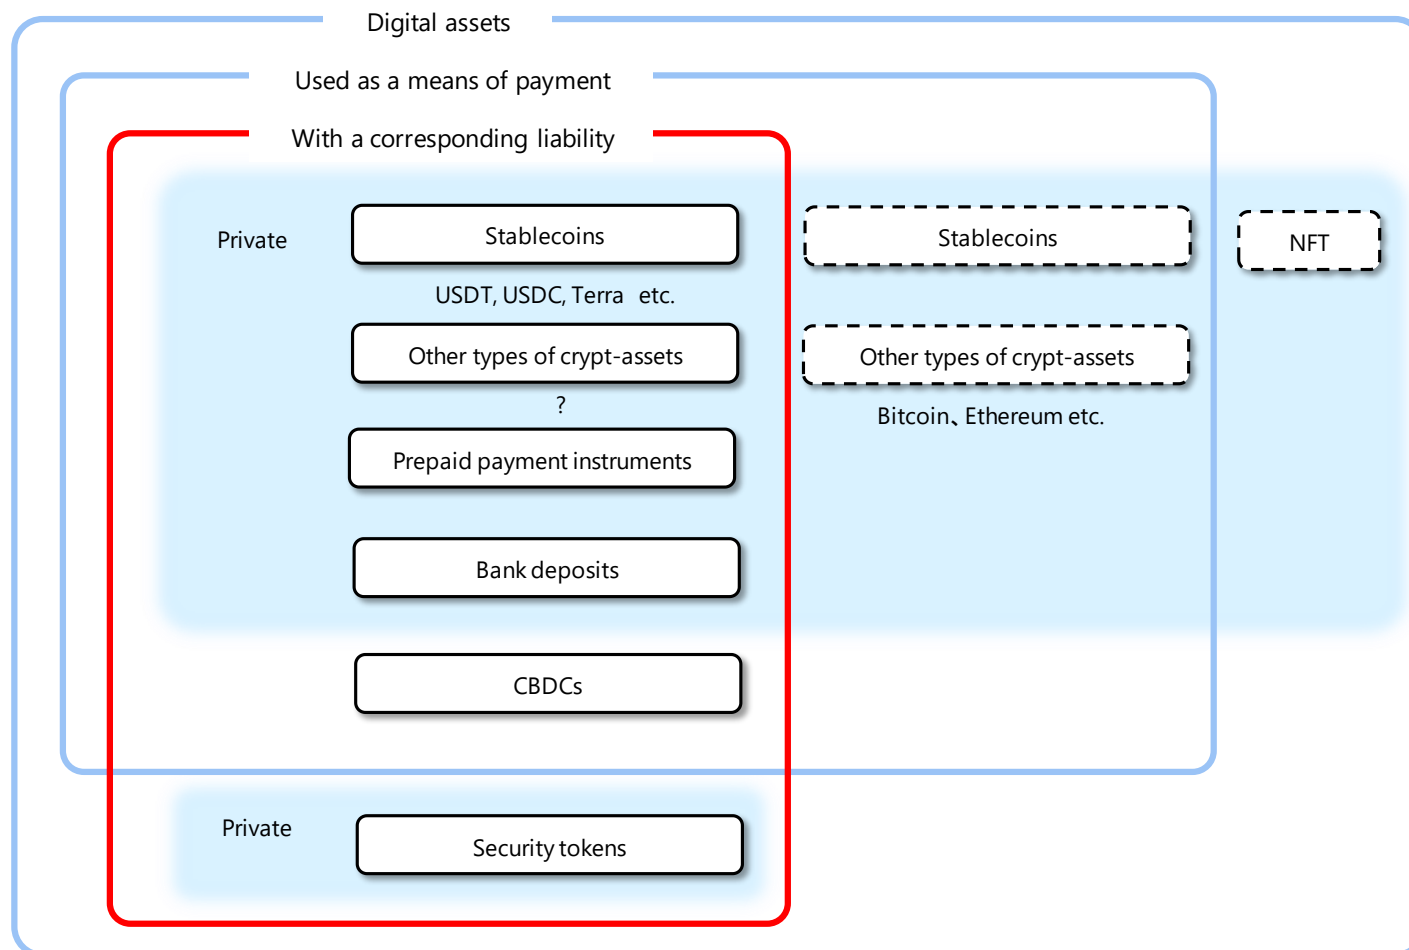 Digital assets
Used as a means of payment
With a corresponding liability
Private
Stablecoins
Stablecoins
NFT
USDT, USDC, Terra etc.
Other types of crypt-assets
Other types of crypt-assets
?
Bitcoin、Ethereum etc.
Prepaid payment instruments
Bank deposits
CBDCs
Private
Security tokens